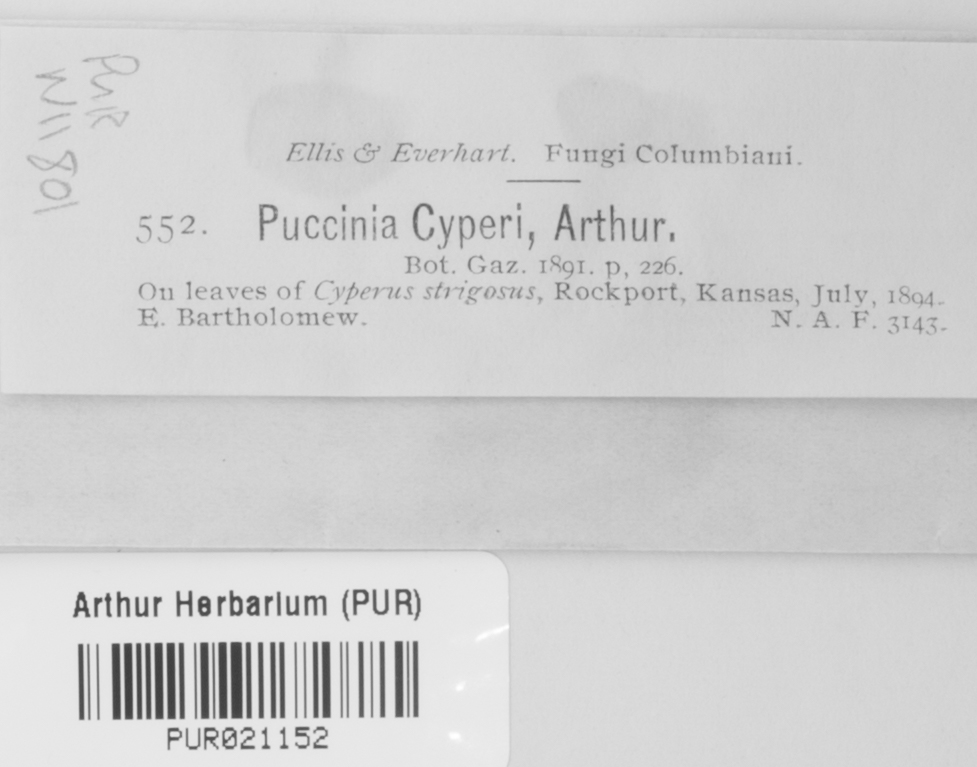 PUR
W11801
Ellis & Everhart. Fungi Columbiani.
552. Puccinia Cyperi, Arthur.
Bot. Gaz. 1891. p, 226.
On leaves of Cyperus strigosus, Rockport, Kansas, July, 1894.
E. Bartholomew. N. A. F. 3143.
Arthur Herbarium (PUR)
PUR021152